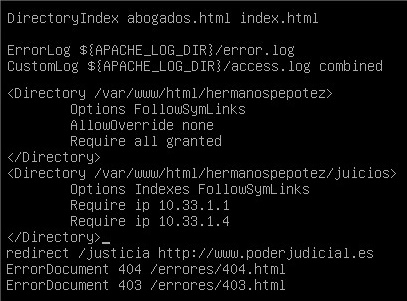 DirectoryIndex abogados.html index.html
ErrorLog ${APACHE_LOG_DIR}/error.log
CustomLog ${APACHE_LOG_DIR}/access.log combined
<Directory /var/www/html/hermanospepotez>
Options FollowSymLinks
AllowOverride none
Require all granted
</Directory>
<Directory /var/www/html/hermanospepotez/juicios>
Options Indexes FollowSymLinks
Require ip 10.33.1.1
Require ip 10.33.1.4
</Directory>_
redirect /justicia http://www.poderjudicial.es
ErrorDocument 404 /errores/404.html
ErrorDocument 403 /errores/403.html